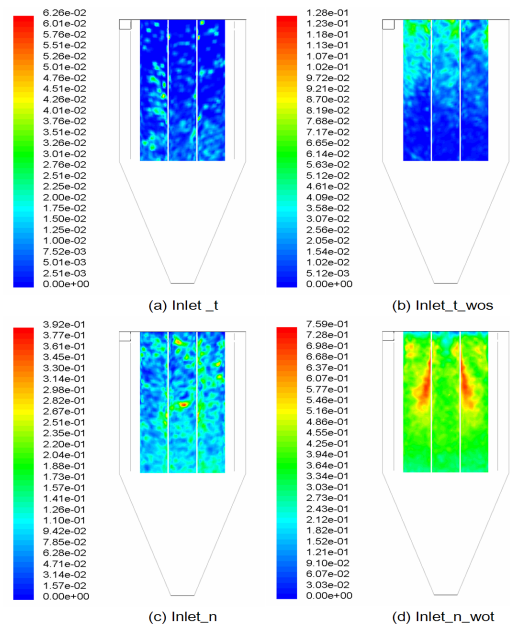 6.26e-02
6.01e-02
5.76e-02
5.51e-02
5.01e-02
4.76e-02
4.51e-02
4.26e-02
4.01e-02
3.76e-02
3.51e-02
3.26e-02
3.01e-02
2.76e-02
2.51e-02
2.25e-02
2.00e-02
1.75e-02
1.50e-02
1.25e-02
1.00e-02
7.52e-03
2.51e-03
0.00e+00
(a) Inlet _t
1.28e-01
1.23e-01
1.13e-01
1.07e-01
1.02e-01
9.72e-02
9.21e-02
8.70e-02
8.19e-02
7.68e-02
7.17e-02
6.65e-02
6.14e-02
5.12e-02
4.61e-02
4.09e-02
3.58e-02
3.07e-02
2.56e-02
2.05e-02
1.54e-02
1.02e-02
5.12e-03
0.00e+00
(b) Inlet_t_wos
3.92e-01
3.77e-01
3.61e-01
3.45e-01
3.30e-01
3.14e-01
2.98e-01
2.82e-01
2.67e-01
2.51e-01
2.35e-01
2.20e-01
2.04e-01
1.88e-01
1.73e-01
1.57e-01
1.41e-01
1.26e-01
1.10e-01
9.42e-02
7.85e-02
6.28e-02
4.71e-02
3.14e-02
1.57e-02
0.00e+00
(c) Inlet_n
7.59e-01
7.28e-01
6.98e-01
6.68e-01
6.37e-01
6.07e-01
5.77e-01
5.46e-01
5.16e-01
4.86e-01
4.55e-01
4.25e-01
3.94e-01
3.64e-01
3.34e-01
3.03e-01
2.73e-01
2.43e-01
2.12e-01
1.82e-01
1.52e-01
1.21e-01
9.10e-02
6.07e-02
3.03e-02
0.00e+00
(d) Inlet_n_wot